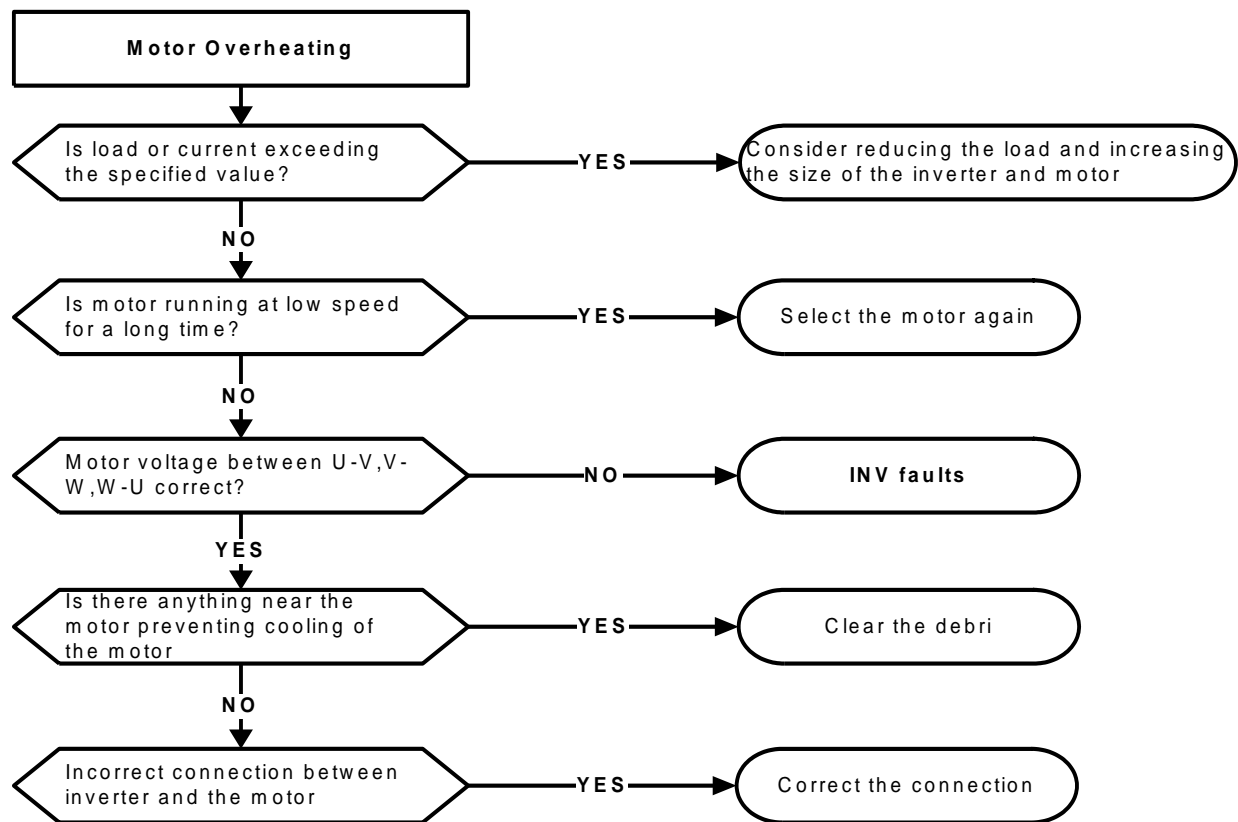 Motor Overheating
Is load or current exceeding
the specified value?
YES
Consider reducing the load and increasing
the size of the inverter and motor
NO
Is motor running at low speed
for a long time?
YES
Select the motor again
NO
Motor voltage between U-V,V-
W,W-U correct?
NO
INV faults
YES
Is there anything near the
motor preventing cooling of
the motor
YES
Clear the debri
NO
Incorrect connection between
inverter and the motor
YES
Correct the connection